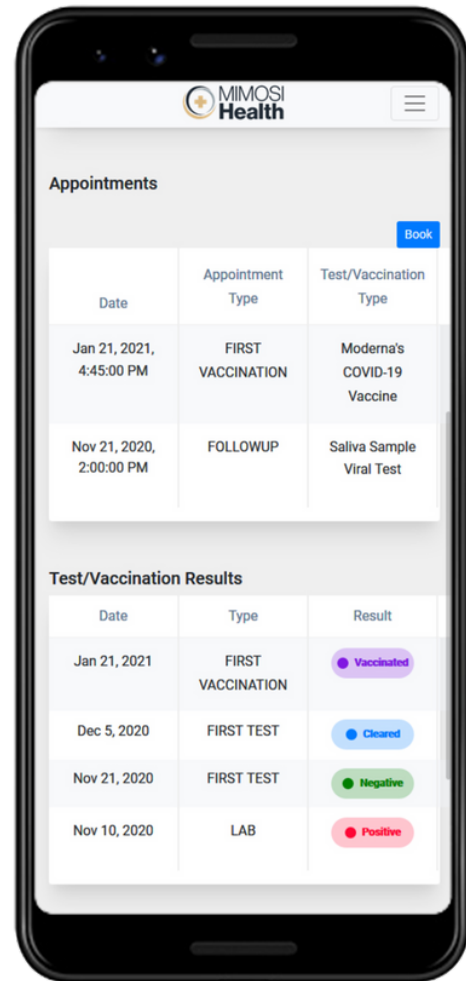 MIMOSI
Health
Appointments
Book
Date
Appointment
Type
Test/Vaccination
Type
Jan 21, 2021,
4:45:00 PM
FIRST
VACCINATION
Moderna's
COVID-19
Vaccine
Nov 21, 2020,
2:00:00 PM
FOLLOWUP
Saliva Sample
Viral Test
Test/Vaccination Results
Date
Type
Result
Jan 21, 2021
FIRST
VACCINATION
Vaccinated
Dec 5, 2020
FIRST TEST
Cleared
Nov 21, 2020
FIRST TEST
Negative
Nov 10, 2020
LAB
Positive